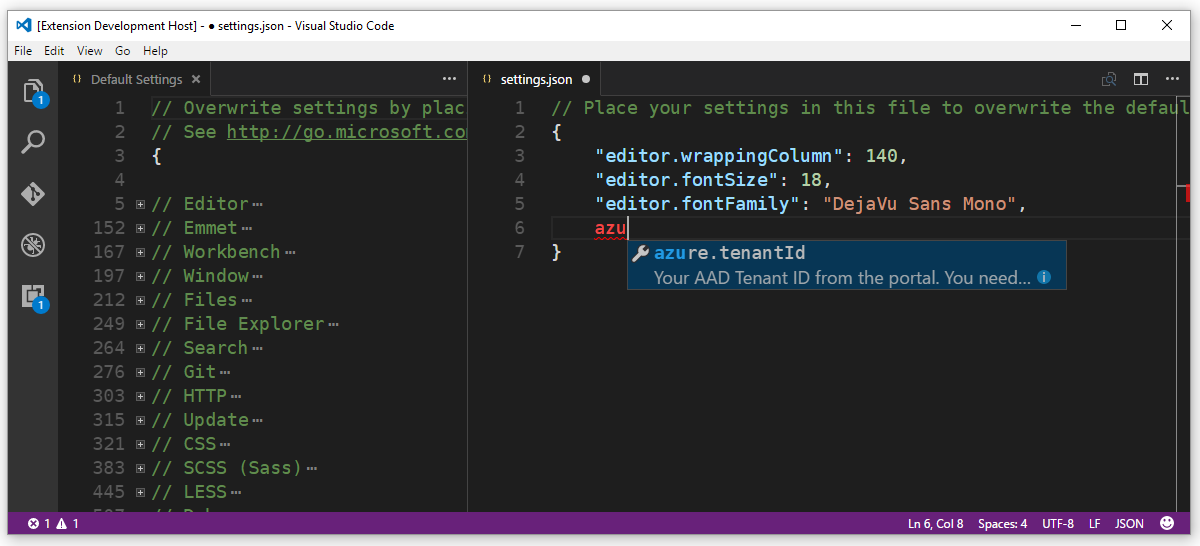 [Extension Development Host] - ● settings.json - Visual Studio Code
File Edit View Go Help
{} Default Settings × ···
1 // Overwrite settings by plac
2 // See http://go.microsoft.co
3 {
4
5 // Editor⋯
152 // Emmet⋯
167 // Workbench⋯
197 // Window⋯
212 // Files⋯
249 // File Explorer⋯
264 // Search⋯
276 // Git⋯
303 // HTTP⋯
315 // Update⋯
321 // CSS⋯
383 // SCSS (Sass)⋯
445 // LESS⋯
{} settings.json ● ···
1 // Place your settings in this file to overwrite the defaul
2 {
3 "editor.wrappingColumn": 140,
4 "editor.fontSize": 18,
5 "editor.fontFamily": "DejaVu Sans Mono",
6 azu
azure.tenantId
Your AAD Tenant ID from the portal. You need...
7 }
1
1
1 1
Ln 6, Col 8 Spaces: 4 UTF-8 LF JSON